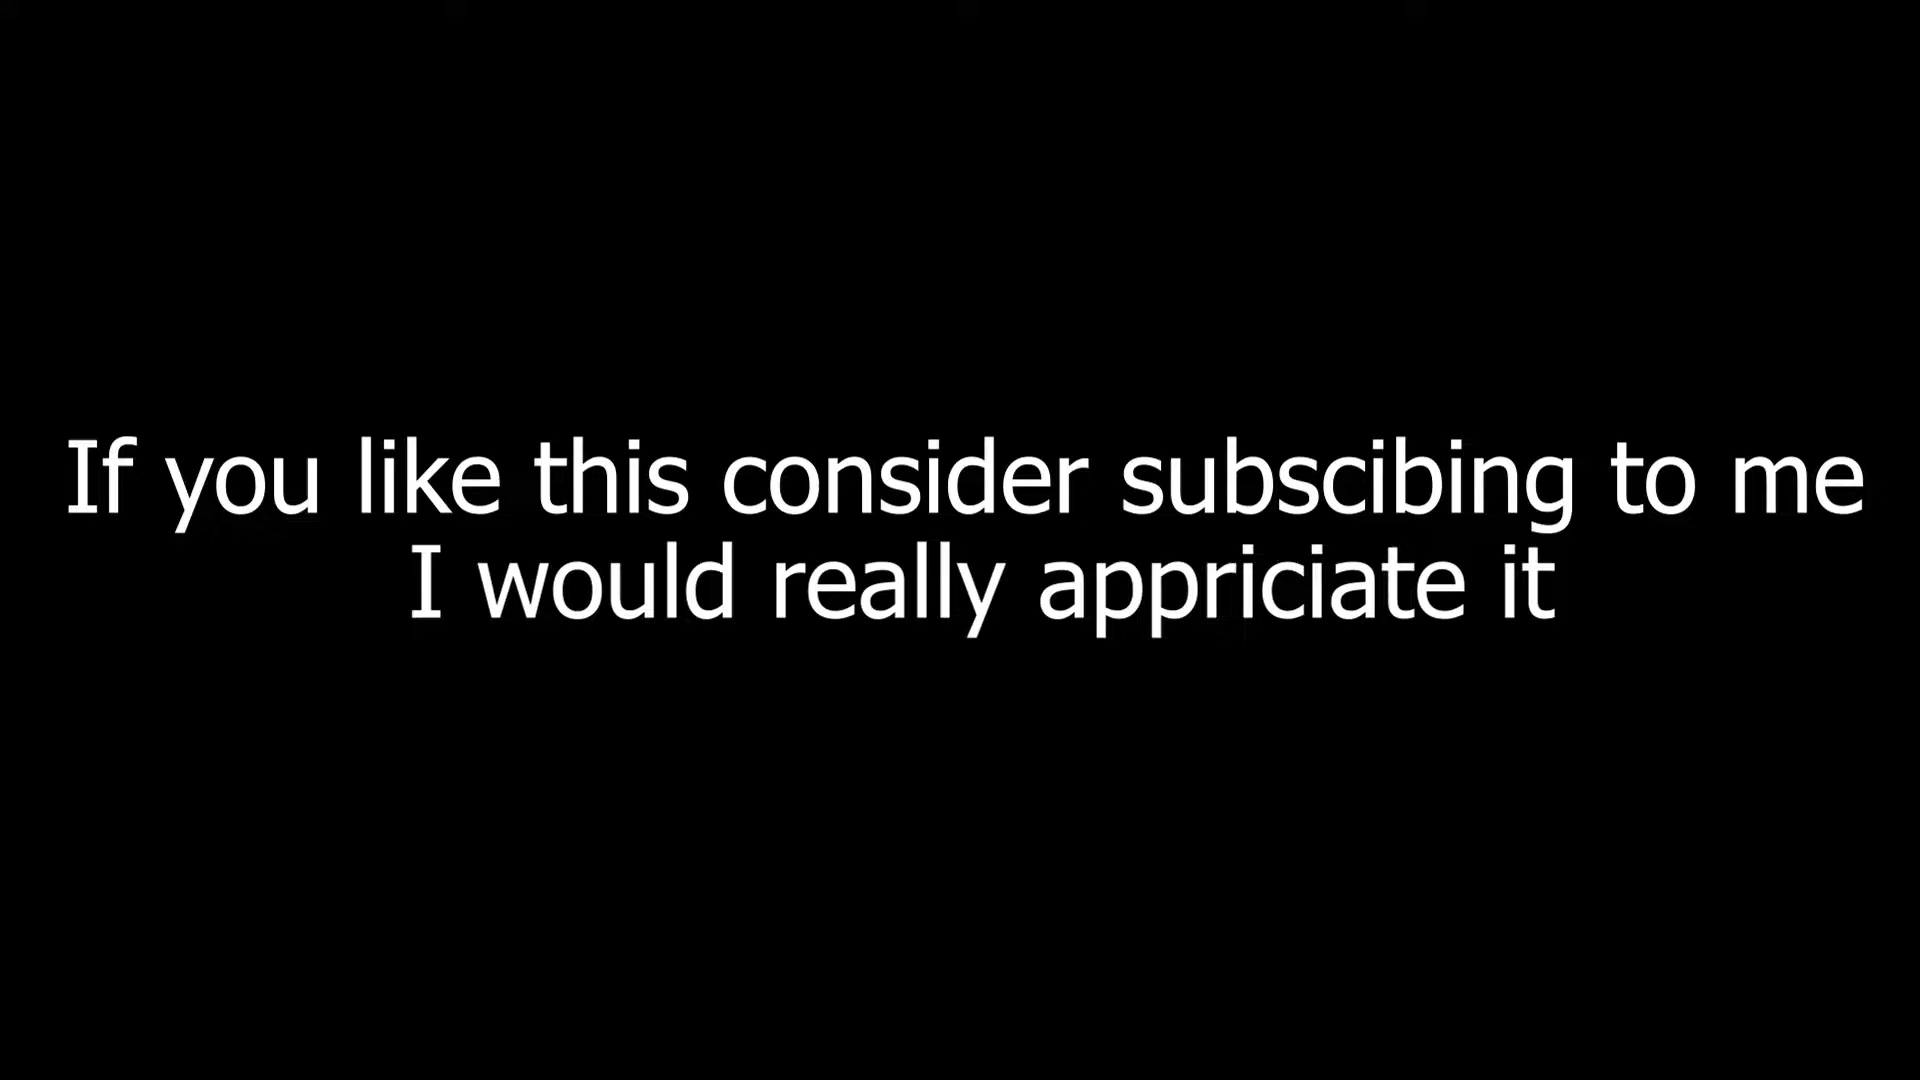 If you like this consider subscibing to me
I would really appriciate it